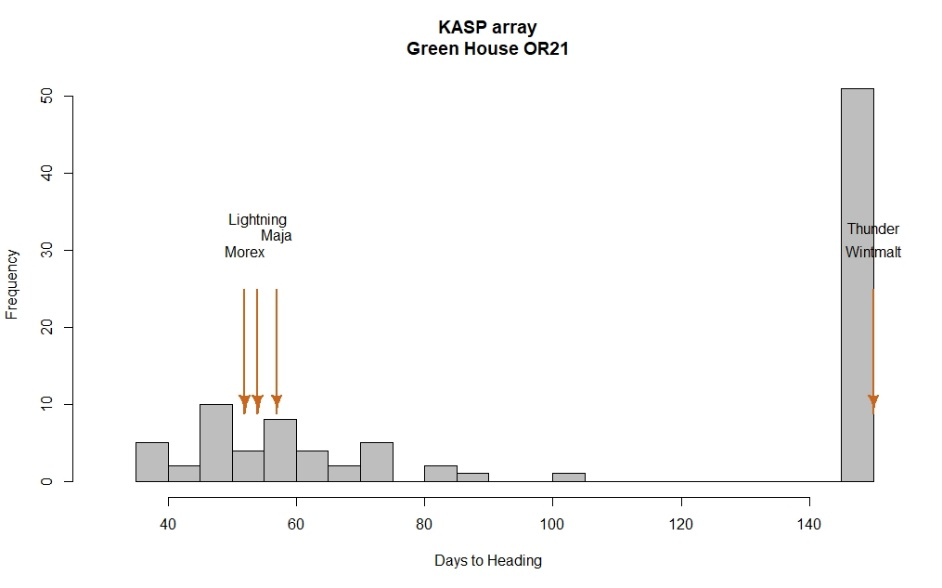 KASP array
Green House OR21
50
40
30
20
10
0
Frequency
Lightning
Maja
Morex
Thunder
Wintmalt
40 60 80 100 120 140
Days to Heading